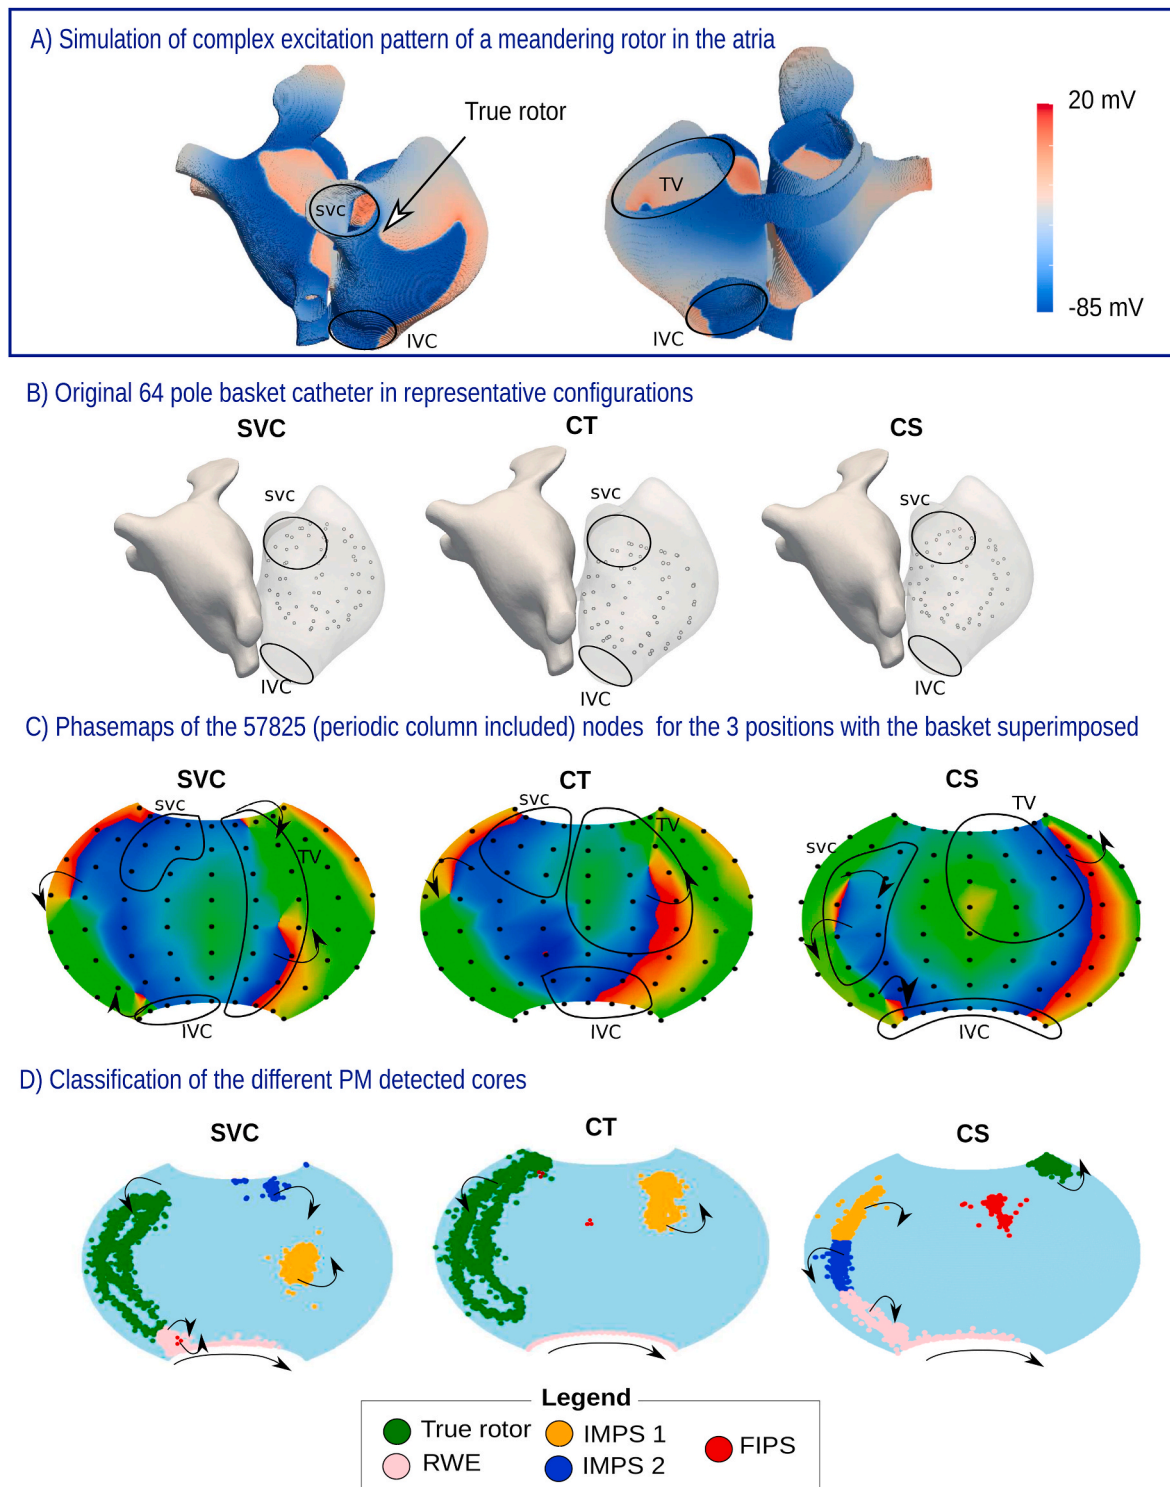 A) Simulation of complex excitation pattern of a meandering rotor in the atria
True rotor
20 mV
TV
svc
-85 mV
IVC
IVC
B) Original 64 pole basket catheter in representative configurations
SVC
CT
CS
svc
svc
svc
IVC
IVC
IVC
C) Phasemaps of the 57825 (periodic column included) nodes for the 3 positions with the basket superimposed
SVC
CT
CS
svc
svc
TV
TV
TV
svc
IVC
IVC
IVC
D) Classification of the different PM detected cores
SVC
CT
CS
Legend
True rotor
IMPS 1
FIPS
RWE
IMPS 2